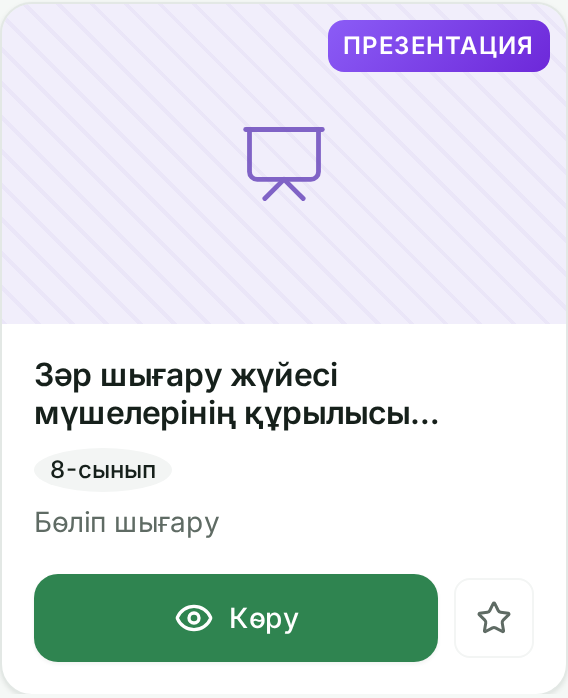 ПРЕЗЕНТАЦИЯ
Зәр шығару жүйесі
мүшелерінің құрылысы...
8-сынып
Бөліп шығару
Көру